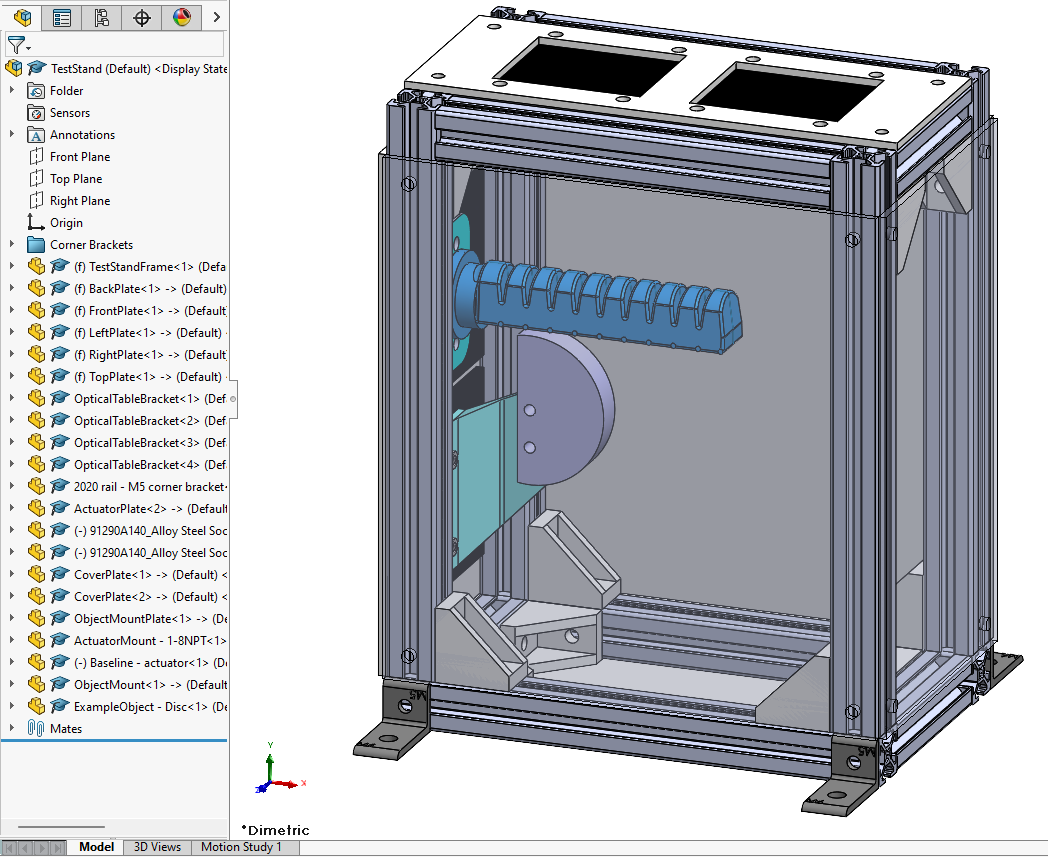 TestStand (Default) <Display State
Folder
Sensors
A Annotations
Front Plane
Top Plane
Right Plane
Origin
Corner Brackets
(f) TestStandFrame<1> (Defa
(f) BackPlate<1> -> (Default)
(f) FrontPlate<1> -> (Default)
(f) LeftPlate<1> -> (Default)
(f) RightPlate<1> -> (Default)
(f) TopPlate<1> -> (Default)
OpticalTableBracket<1> (Def
OpticalTableBracket<2> (Def
OpticalTableBracket<3> (Def
OpticalTableBracket<4> (Def
2020 rail - M5 corner bracket
ActuatorPlate<2> -> (Default
(-) 91290A140_Alloy Steel Soc
(-) 91290A140_Alloy Steel Soc
CoverPlate<1> -> (Default) <
CoverPlate<2> -> (Default) <
ObjectMountPlate<1> -> (De
ActuatorMount - 1-8NPT<1>
(-) Baseline - actuator<1> (De
ObjectMount<1> -> (Default
ExampleObject - Disc<1> (De
Mates
M5
M5
Y
X
Z
*Dimetric
Model 3D Views Motion Study 1